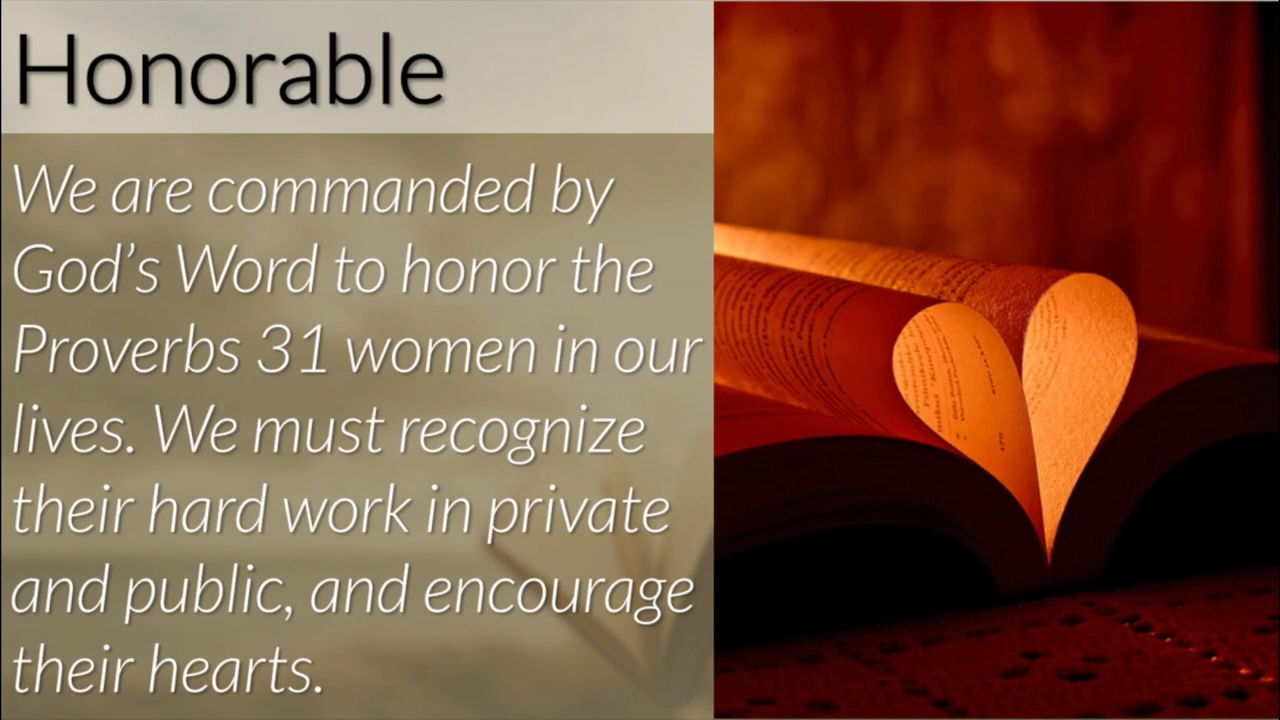 Honorable
We are commanded by
God’s Word to honor the
Proverbs 31 women in our
lives. We must recognize
their hard work in private
and public, and encourage
their hearts.